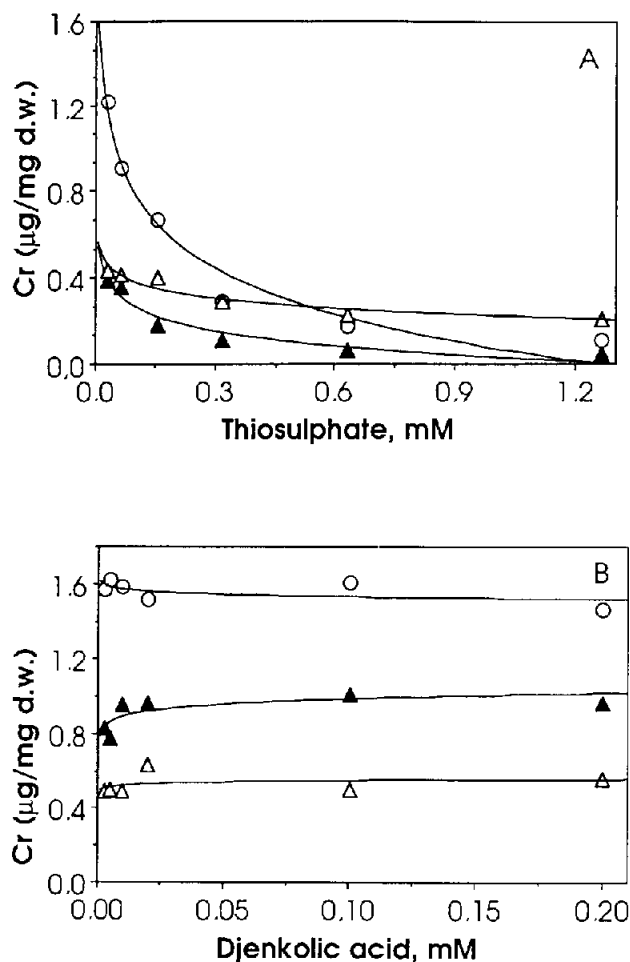 A
Cr (µg/mg d.w.)
1.6
1.2
0.8
0.4
0.0
0.0 0.3 0.6 0.9 1.2
Thiosulphate, mM
B
Cr (µg/mg d.w.)
1.6
1.2
0.8
0.4
0.0
0.00 0.05 0.10 0.15 0.20
Djenkolic acid, mM